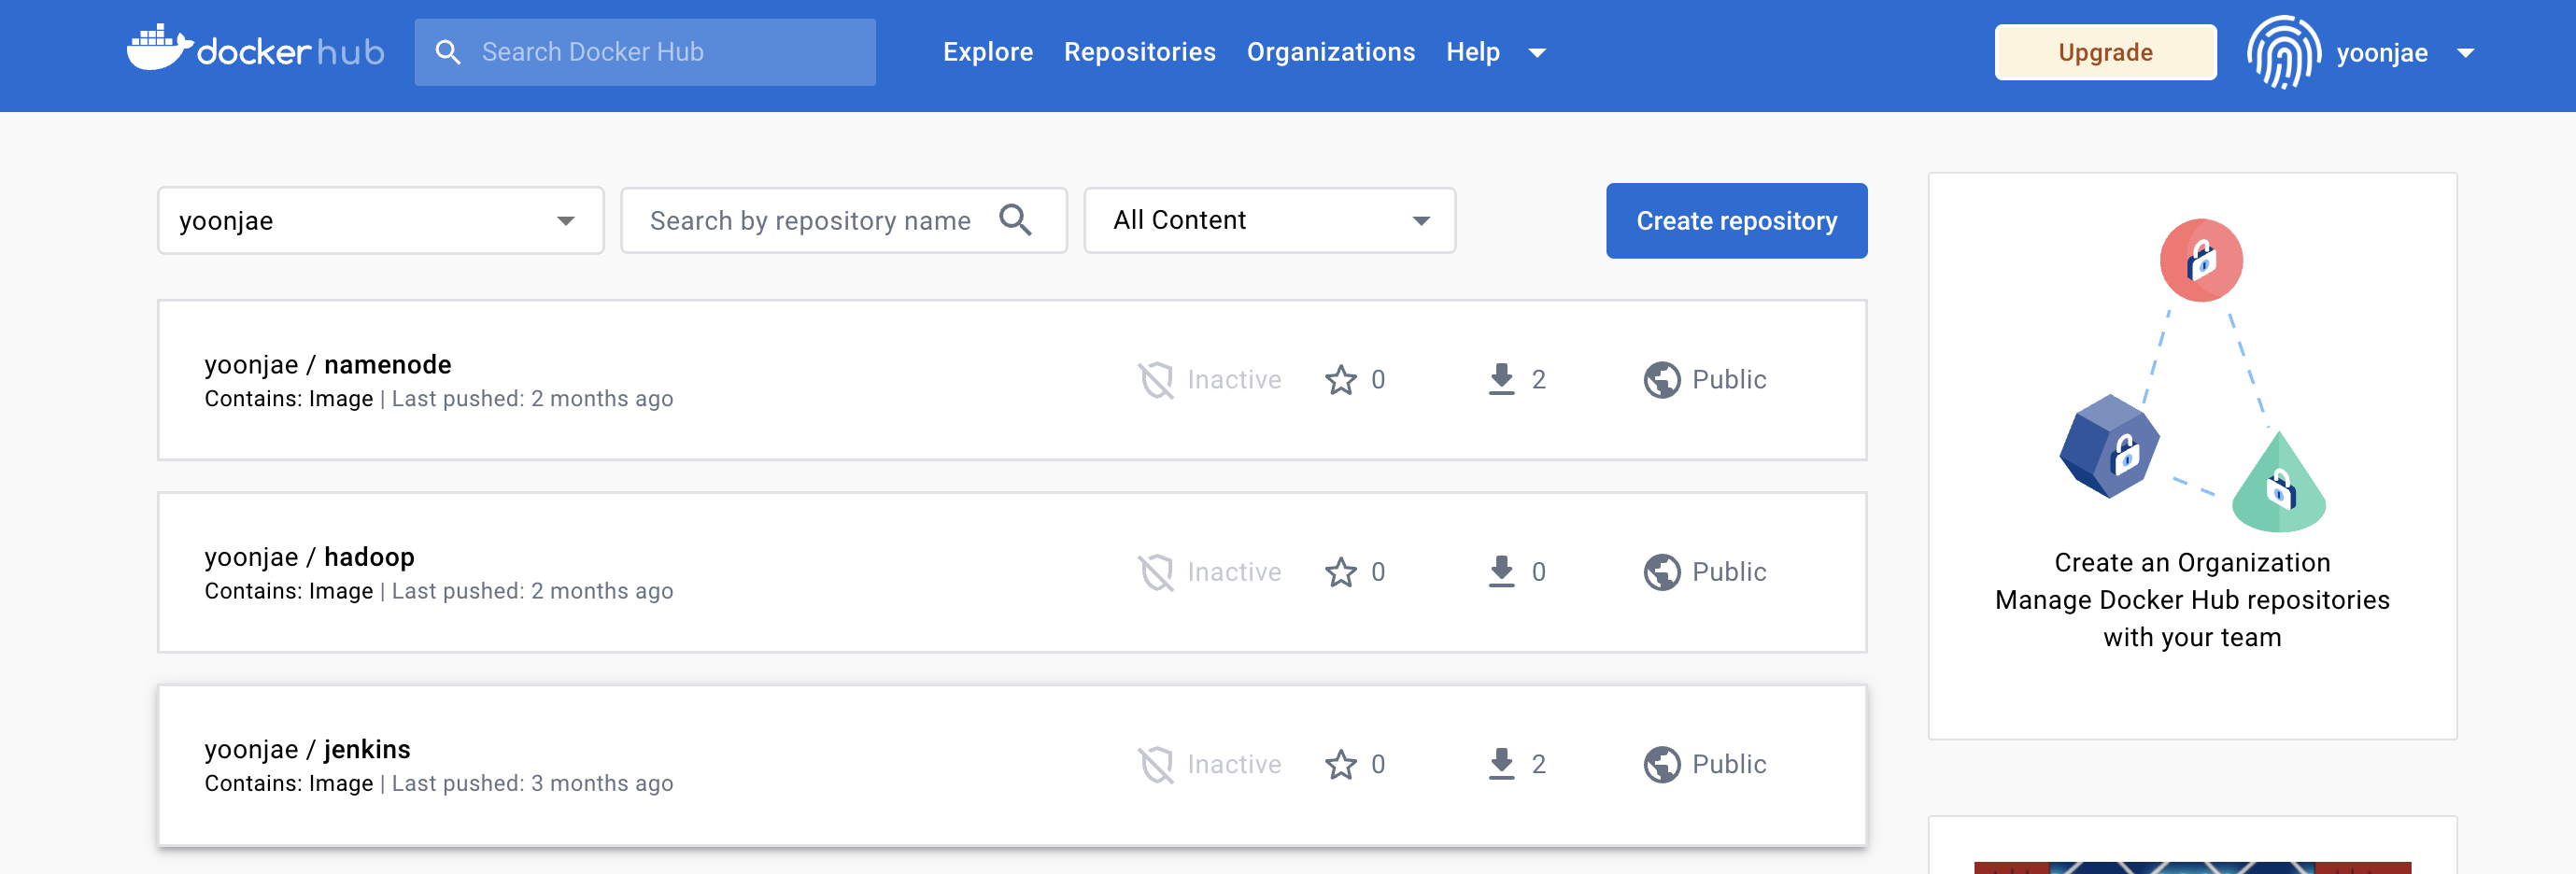 dockerhub
Search Docker Hub
Explore Repositories Organizations Help
Upgrade
yoonjae
yoonjae
Search by repository name
All Content
Create repository
yoonjae / namenode
Contains: Image | Last pushed: 2 months ago
Inactive 0 2 Public
yoonjae / hadoop
Contains: Image | Last pushed: 2 months ago
Inactive 0 0 Public
yoonjae / jenkins
Contains: Image | Last pushed: 3 months ago
Inactive 0 2 Public
Create an Organization
Manage Docker Hub repositories
with your team